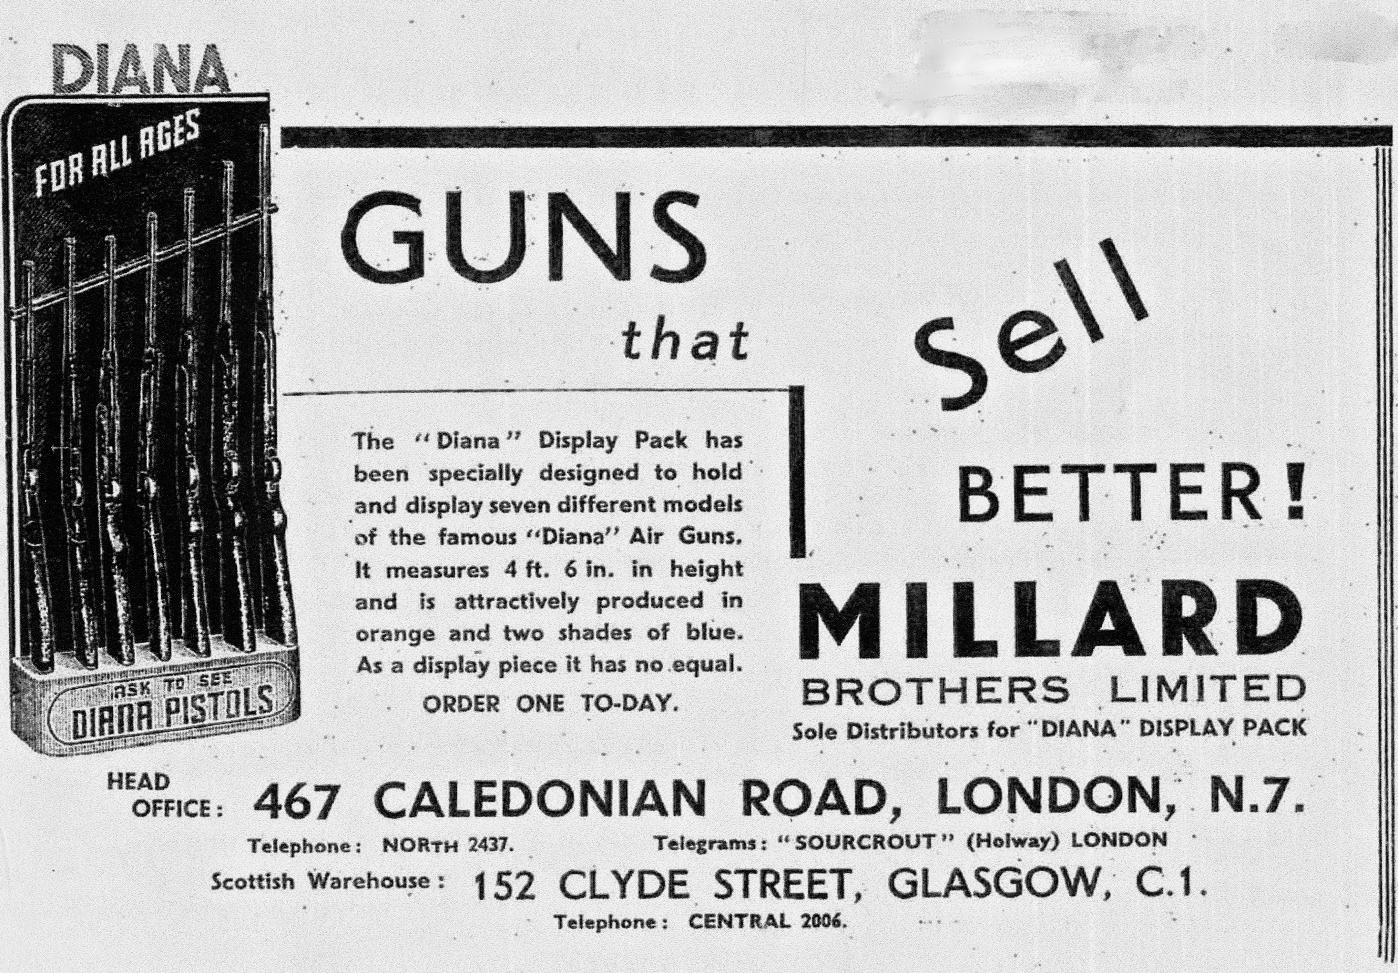 DIANA
FOR ALL AGES
ASK TO SEE
DIANA PISTOLS
GUNS
that
Sell
BETTER!
The "Diana" Display Pack has
been specially designed to hold
and display seven different models
of the famous "Diana" Air Guns.
It measures 4 ft. 6 in. in height
and is attractively produced in
orange and two shades of blue.
As a display piece it has no equal.
ORDER ONE TO-DAY.
MILLARD
BROTHERS LIMITED
Sole Distributors for "DIANA" DISPLAY PACK
HEAD
OFFICE: 467 CALEDONIAN ROAD, LONDON, N.7.
Telephone: NORTH 2437. Telegrams: "SOURCROUT" (Holway) LONDON
Scottish Warehouse: 152 CLYDE STREET, GLASGOW, C.1.
Telephone: CENTRAL 2006.